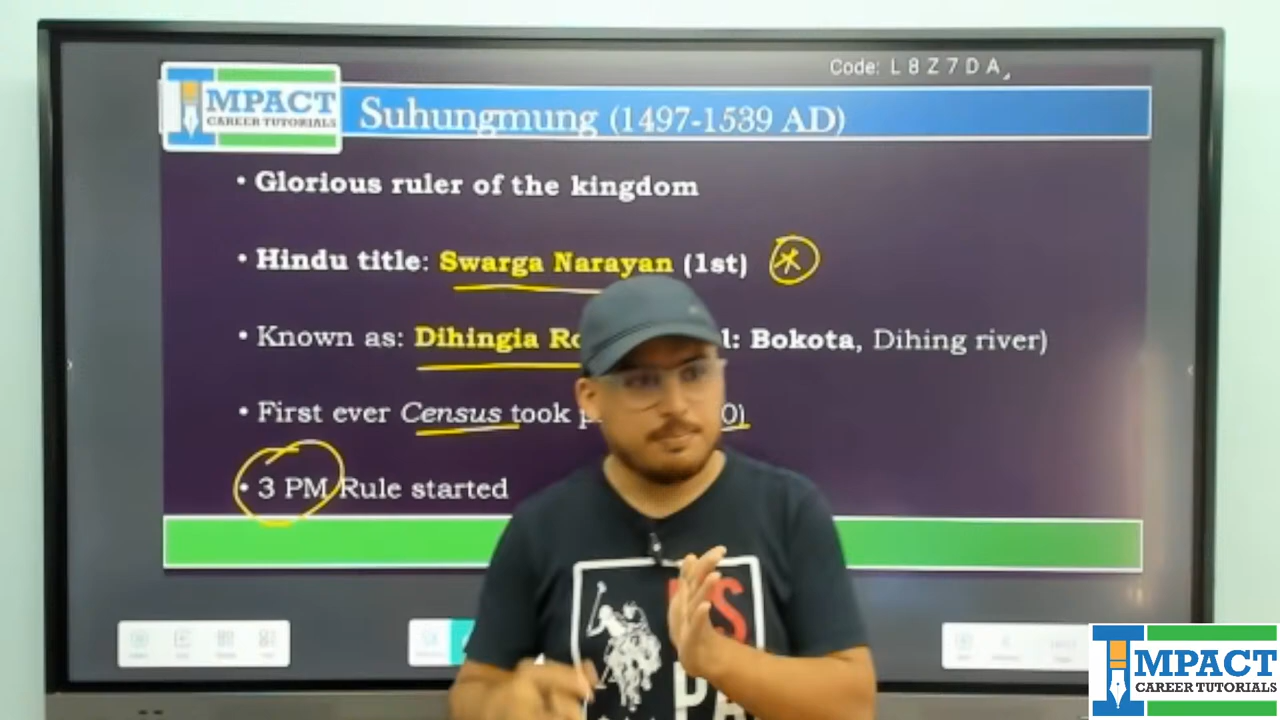 Code: L 8 Z 7 D A
IMPACT
CAREER TUTORIALS
Suhungmung (1497-1539 AD)
• Glorious ruler of the kingdom
• Hindu title: Swarga Narayan (1st)
• Known as: Dihingia : Bokota, Dihing river)
• First ever Census took 0)
• 3 PM Rule started
IMPACT
CAREER TUTORIALS